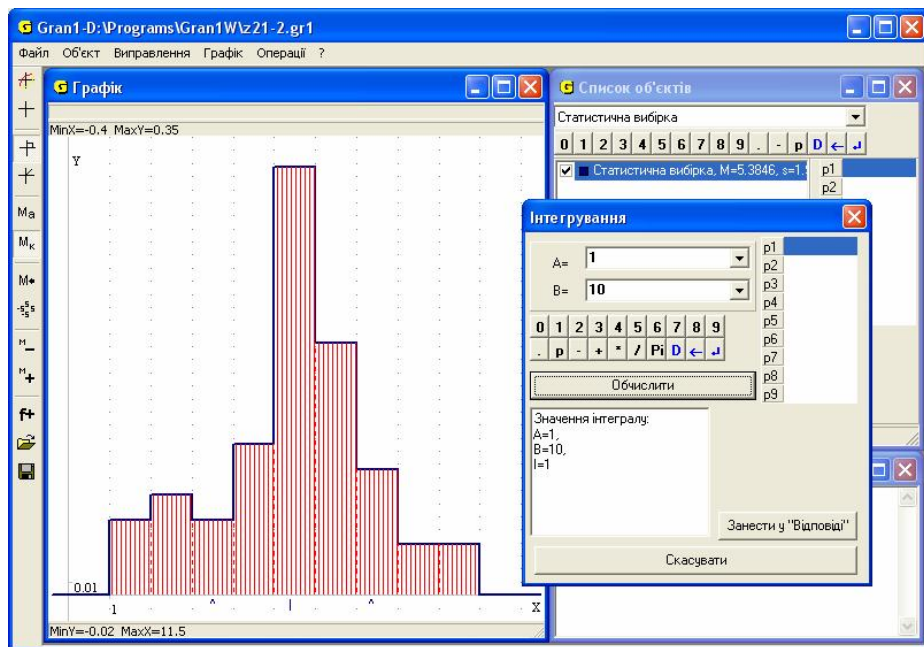 Gran1-D:\Programs\Gran1W\z21-2.gr1
Файл Об'єкт Виправлення Графік Операції ?
Графік
MinX=-0.4 MaxY=0.35
Y
0.01
1
X
MinY=-0.02 MaxX=11.5
Ma
Mк
M
M
M
f+
Список об'єктів
Статистична вибірка
0 1 2 3 4 5 6 7 8 9 . - p D ← ↲
Статистична вибірка, M=5.3846, s=1.
p1
p2
Інтегрування
A= 1
B= 10
0 1 2 3 4 5 6 7 8 9
. p - + * / Pi D ← ↲
Обчислити
p1
p2
p3
p4
p5
p6
p7
p8
p9
Значення інтегралу:
A=1,
B=10,
I=1
Занести у "Відповіді"
Скасувати